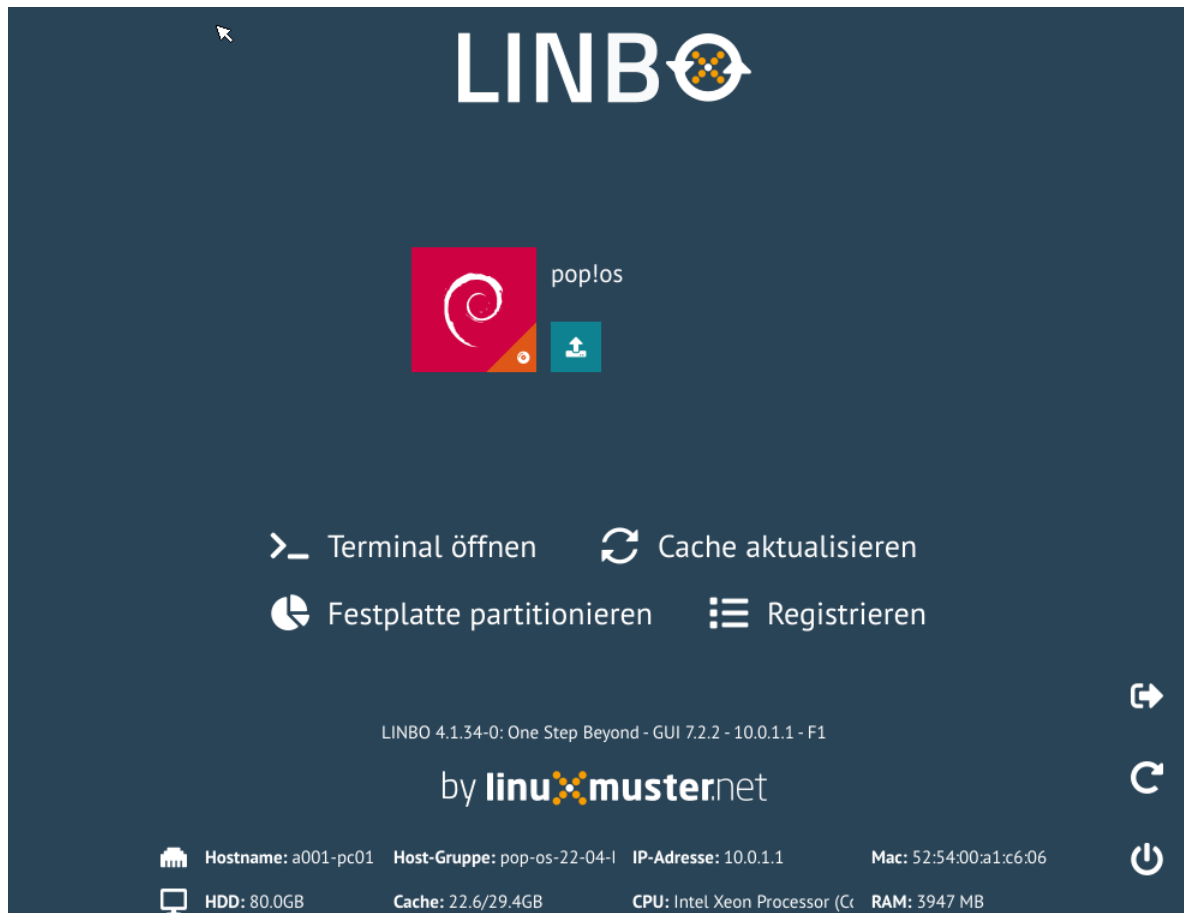 LINBO
pop!os
Terminal öffnen Cache aktualisieren
Festplatte partitionieren Registrieren
LINBO 4.1.34-0: One Step Beyond - GUI 7.2.2 - 10.0.1.1 - F1
by linuxmuster.net
Hostname: a001-pc01 Host-Gruppe: pop-os-22-04- IP-Adresse: 10.0.1.1 Mac: 52:54:00:a1:c6:06
HDD: 80.0GB Cache: 22.6/29.4GB CPU: Intel Xeon Processor RAM: 3947 MB